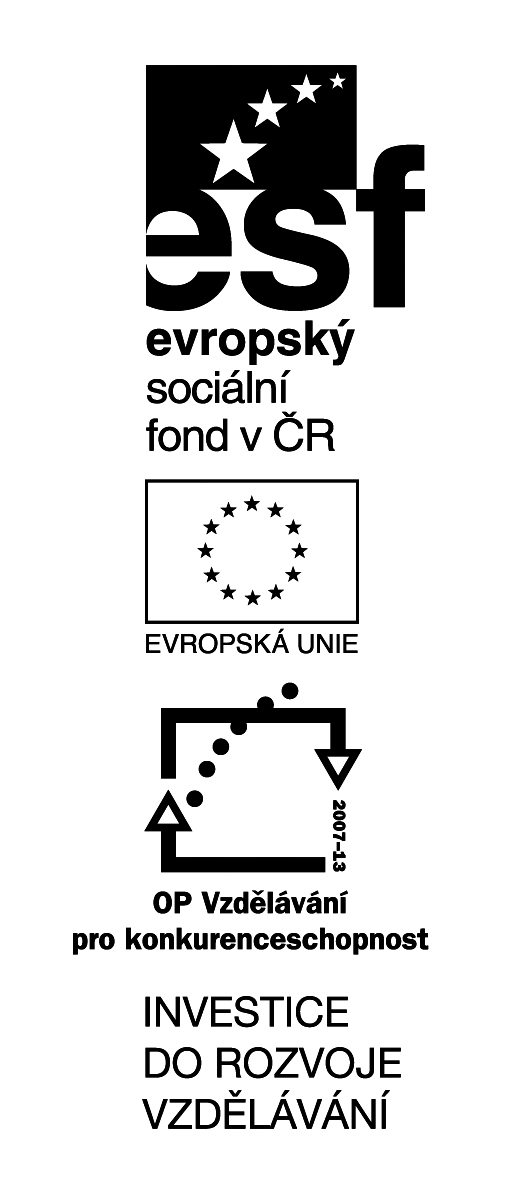 esf
evropský
sociální
fond v ČR
EVROPSKÁ UNIE
2007-13
OP Vzdělávání
pro konkurenceschopnost
INVESTICE
DO ROZVOJE
VZDĚLÁVÁNÍ